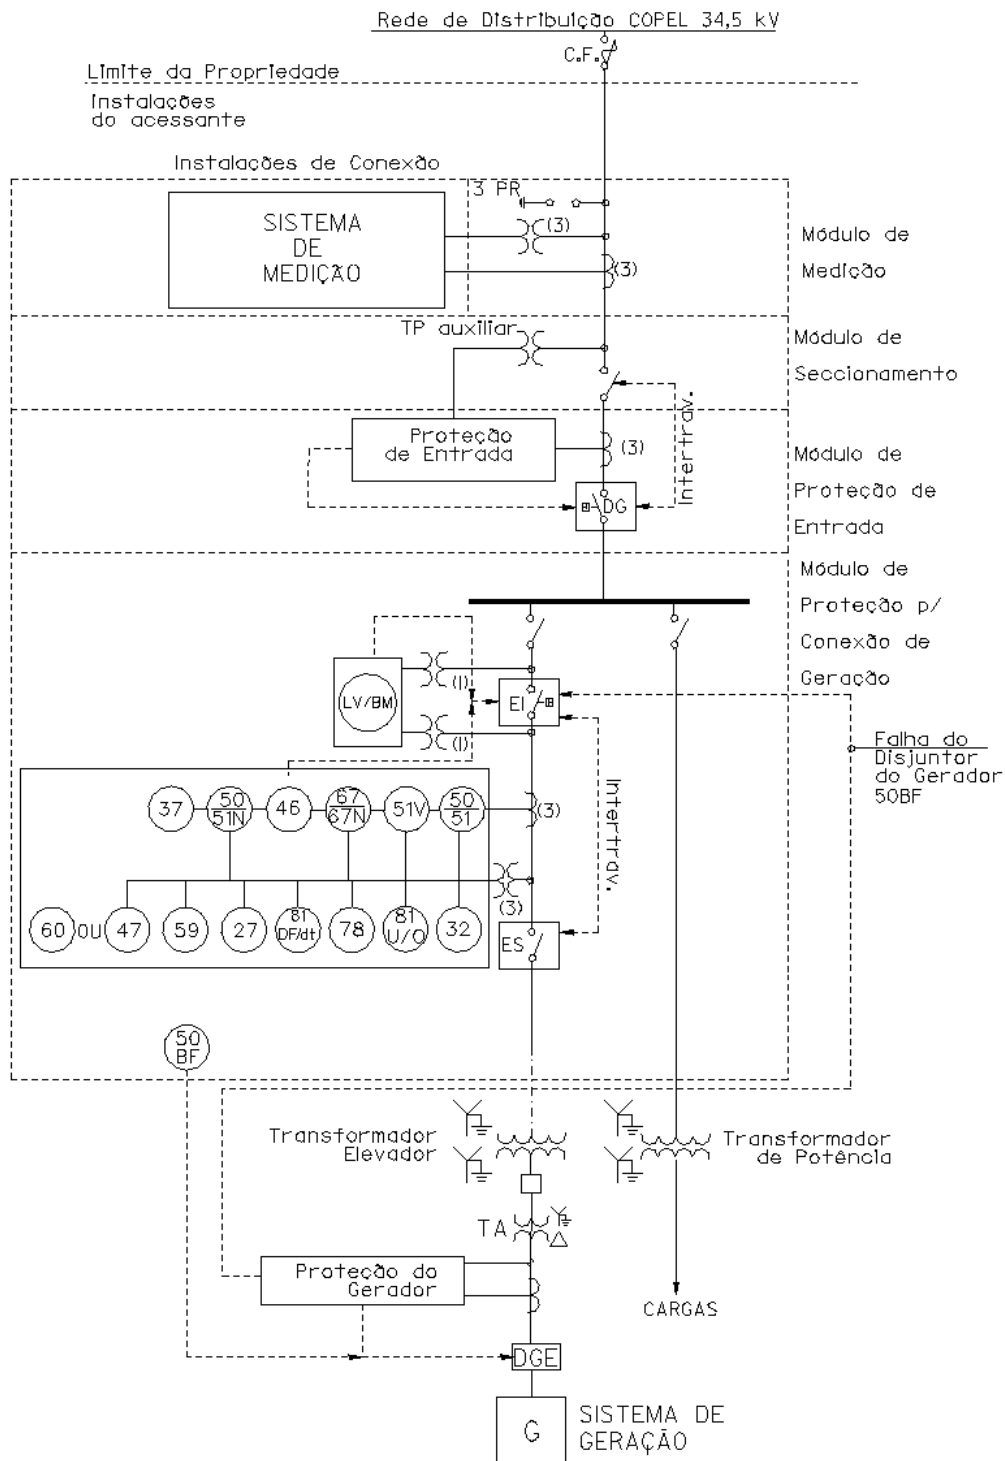 Rede de Distribuição COPEL 34,5 kV
C.F.
Limite da Propriedade
Instalações
do acessante
Instalações de Conexão
3 PR
(3)
SISTEMA
DE
MEDIÇÃO
(3)
Módulo de
Medição
TP auxiliar
Módulo de
Seccionamento
Intertrav.
Proteção
de Entrada
(3)
DG
Módulo de
Proteção de
Entrada
Módulo de
Proteção p/
Conexão de
Geração
LV/BM
(1)
EI
(1)
Falha do
Disjuntor
do Gerador
50BF
37
50
51N
46
67
67N
51V
50
51
(3)
Intertrav.
(3)
60
OU
47
59
27
81
DF/dt
78
81
U/O
32
ES
50
BF
Transformador
Elevador
Transformador
de Potência
TA
Proteção do
Gerador
CARGAS
DGE
G
SISTEMA DE
GERAÇÃO